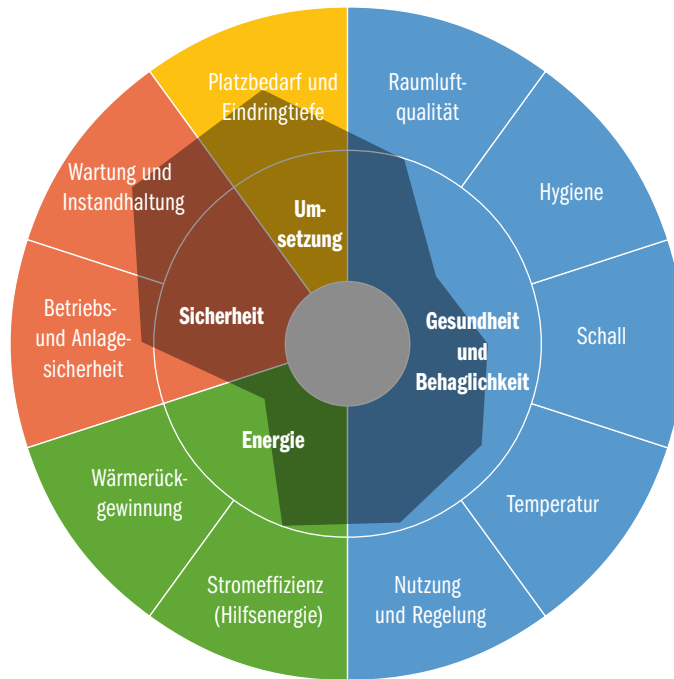 Platzbedarf und
Eindringtiefe
Raumluft-
qualität
Hygiene
Schall
Temperatur
Nutzung
und Regelung
Stromeffizienz
(Hilfsenergie)
Wärmerück-
gewinnung
Betriebs-
und Anlage-
sicherheit
Wartung und
Instandhaltung
Um-
setzung
Sicherheit
Gesundheit
und
Behaglichkeit
Energie